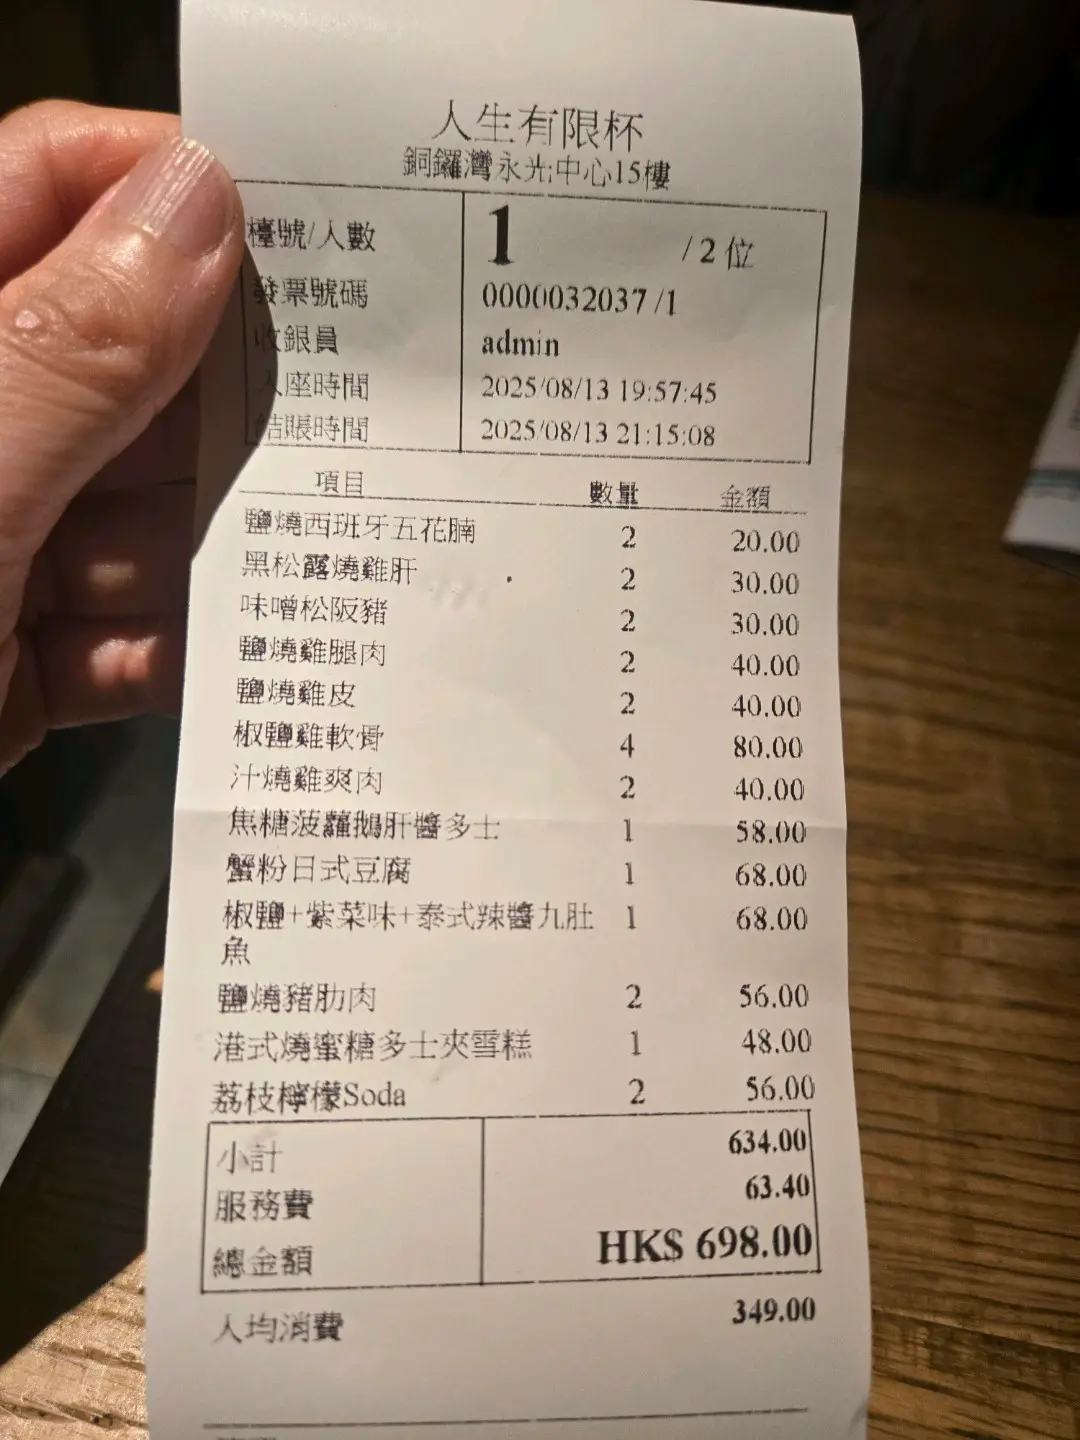 人生有限杯
銅鑼灣永光中心15樓
檯號/人數 1 /2 位
發票號碼 0000032037 /1
收銀員 admin
入座時間 2025/08/13 19:57:45
結賬時間 2025/08/13 21:15:08
項目 數量 金額
鹽燒西班牙五花腩 2 20.00
黑松露燒雞肝 2 30.00
味噌松阪豬 2 30.00
鹽燒雞腿肉 2 40.00
鹽燒雞皮 2 40.00
椒鹽雞軟骨 4 80.00
汁燒雞爽肉 2 40.00
焦糖菠蘿鵝肝醬多士 1 58.00
蟹粉日式豆腐 1 68.00
椒鹽+紫菜味+泰式辣醬九肚 1 68.00
魚
鹽燒豬肋肉 2 56.00
港式燒蜜糖多士夾雪糕 1 48.00
荔枝檸檬Soda 2 56.00
小計 634.00
服務費 63.40
總金額 HK$ 698.00
人均消費 349.00